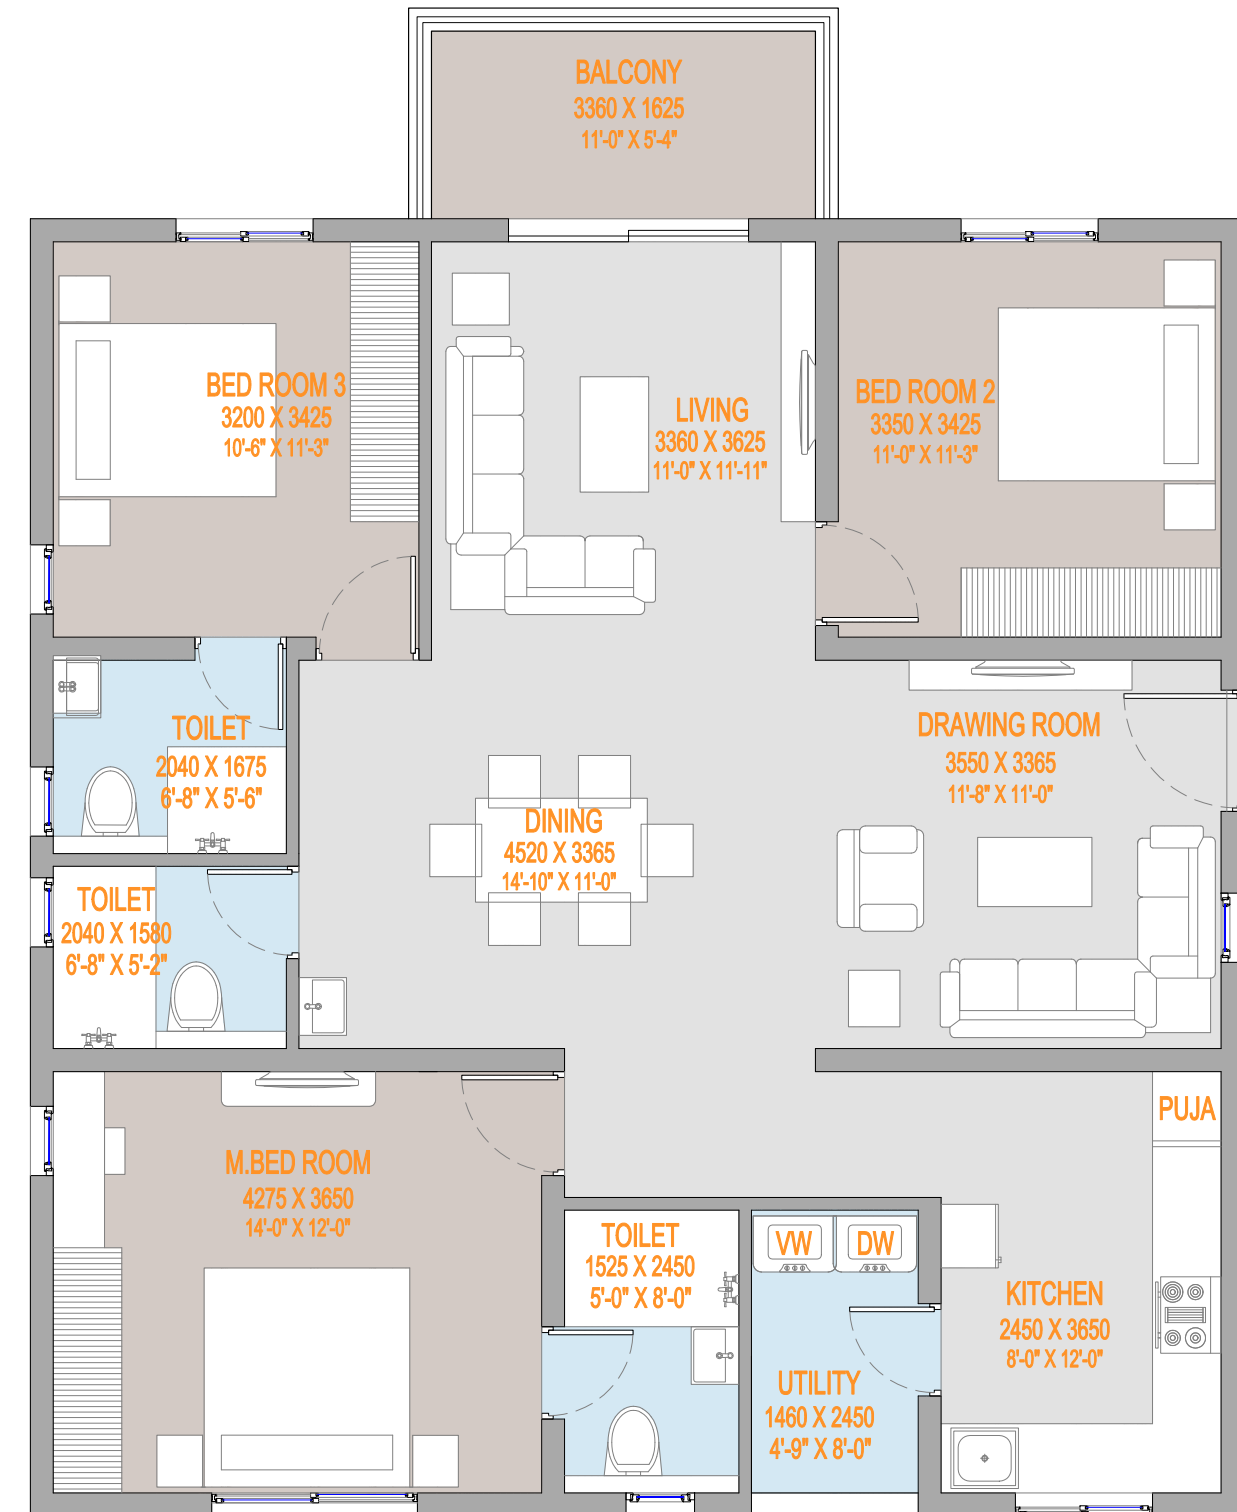 BALCONY
3360 X 1625
11'-0" X 5'-4"
BED ROOM 3
3200 X 3425
10'-6" X 11'-3"
LIVING
3360 X 3625
11'-0" X 11'-11"
BED ROOM 2
3350 X 3425
11'-0" X 11'-3"
TOILET
2040 X 1675
6'-8" X 5'-6"
DRAWING ROOM
3550 X 3365
11'-8" X 11'-0"
DINING
4520 X 3365
14'-10" X 11'-0"
TOILET
2040 X 1580
6'-8" X 5'-2"
PUJA
M.BED ROOM
4275 X 3650
14'-0" X 12'-0"
TOILET
1525 X 2450
5'-0" X 8'-0"
VW
DW
KITCHEN
2450 X 3650
8'-0" X 12'-0"
UTILITY
1460 X 2450
4'-9" X 8'-0"